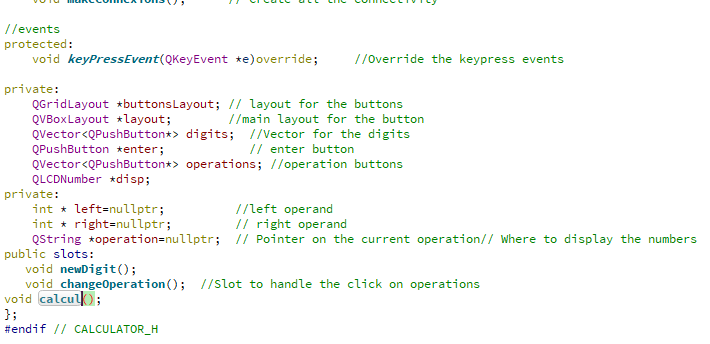 void makeConnexions();      // Create all the connectivity
//events
protected:
    void keyPressEvent(QKeyEvent *e)override;     //Override the keypress events
private:
    QGridLayout *buttonsLayout; // layout for the buttons
    QVBoxLayout *layout;        //main layout for the button
    QVector<QPushButton*> digits;  //Vector for the digits
    QPushButton *enter;            // enter button
    QVector<QPushButton*> operations; //operation buttons
    QLCDNumber *disp;
private:
    int * left=nullptr;          //left operand
    int * right=nullptr;         // right operand
    QString *operation=nullptr;  // Pointer on the current operation// Where to display the numbers
public slots:
   void newDigit();
   void changeOperation();  //Slot to handle the click on operations
void calcul();
};
#endif // CALCULATOR_H